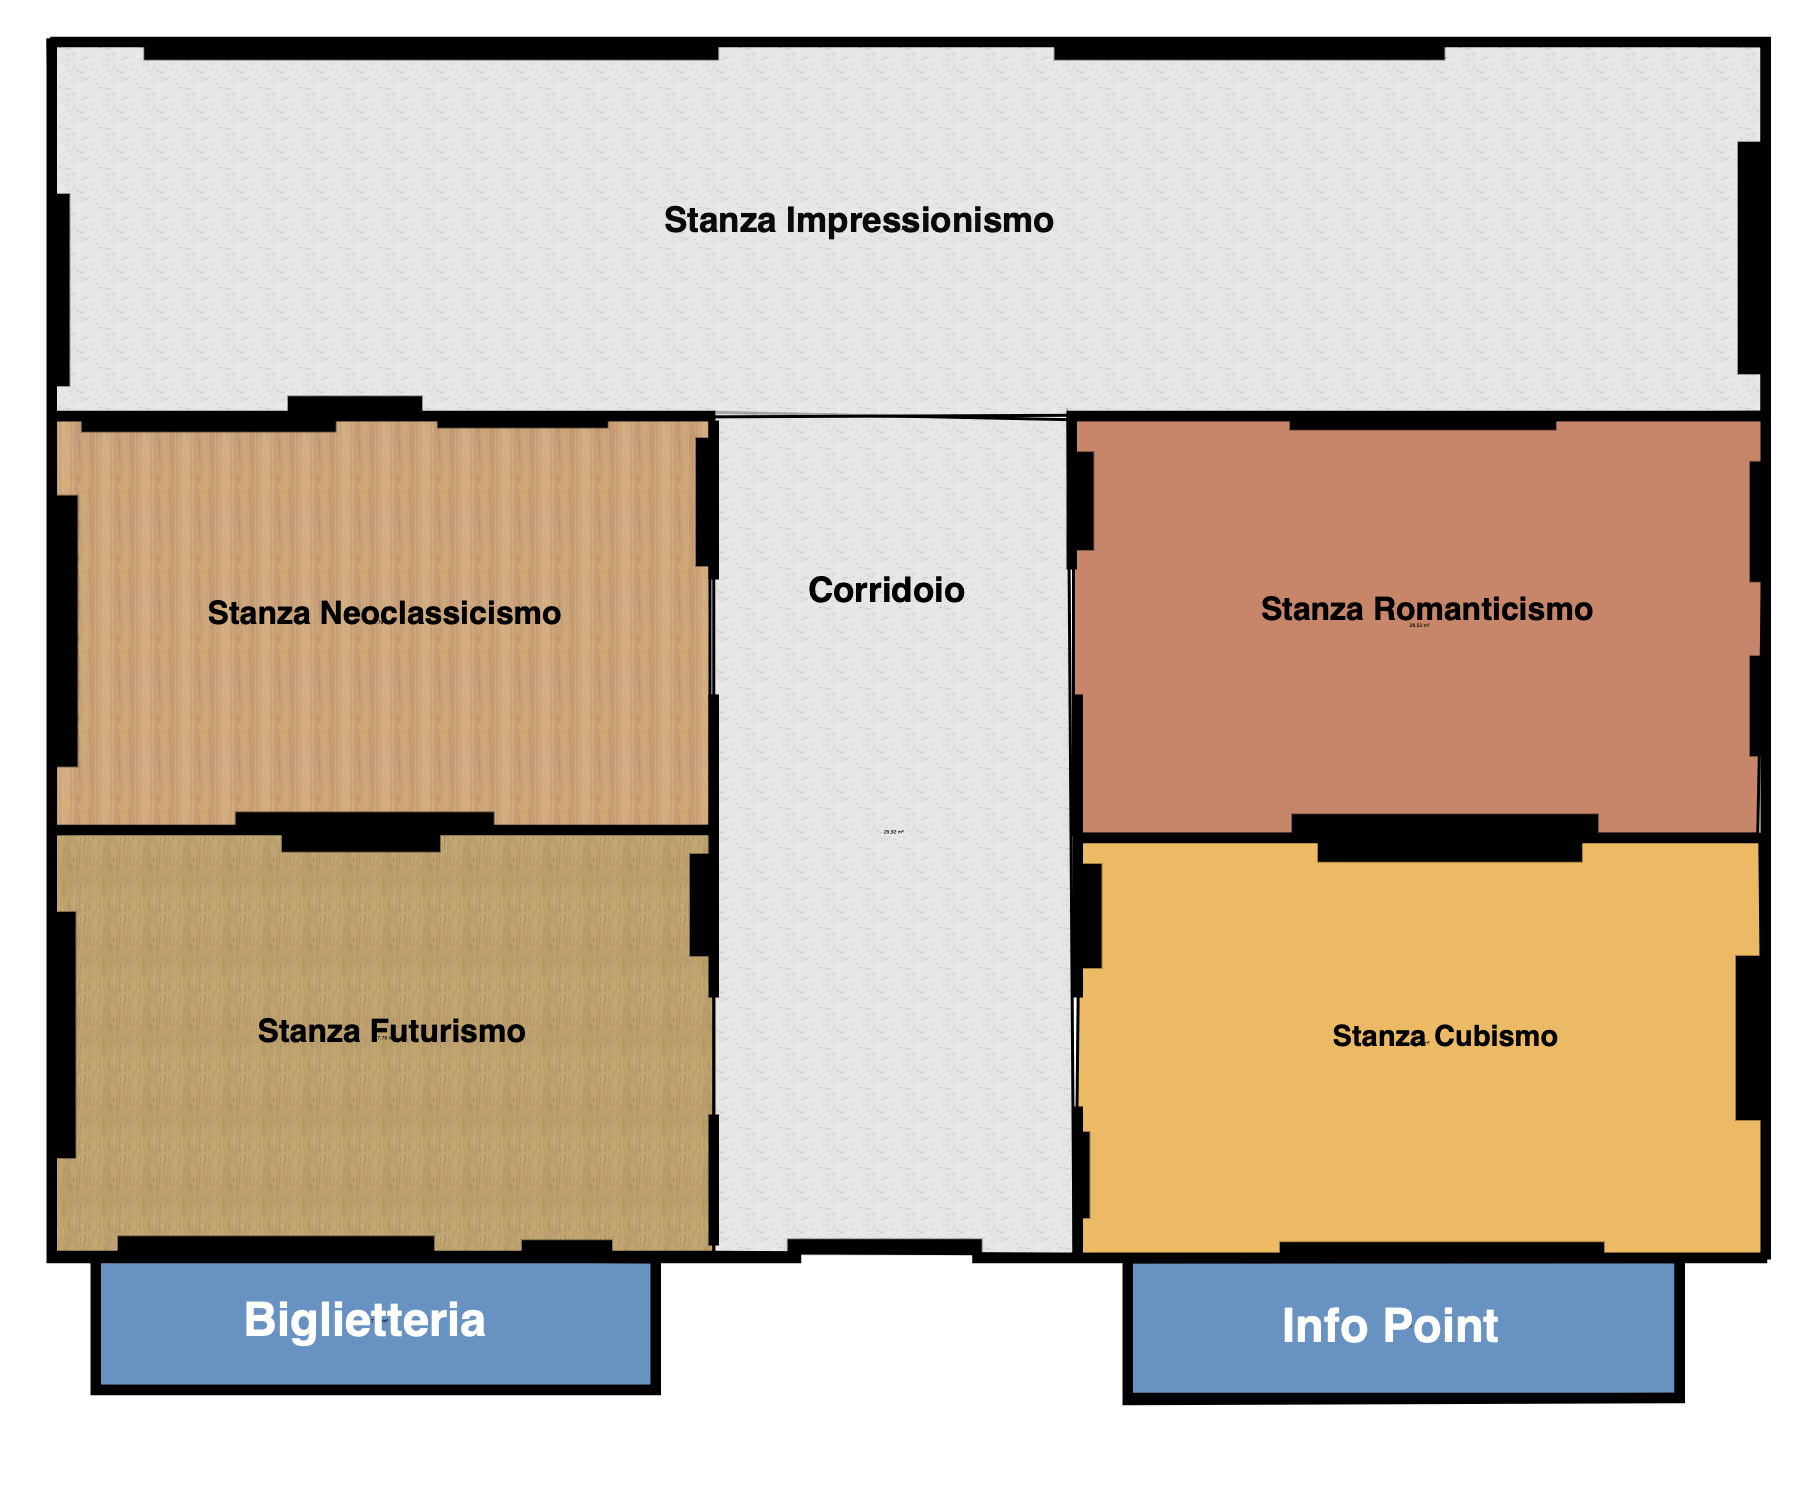 Stanza Impressionismo
Corridoio
Stanza Neoclassicismo
Stanza Romanticismo
28.53 m²
29.92 m²
Stanza Futurismo
Stanza Cubismo
Biglietteria
Info Point